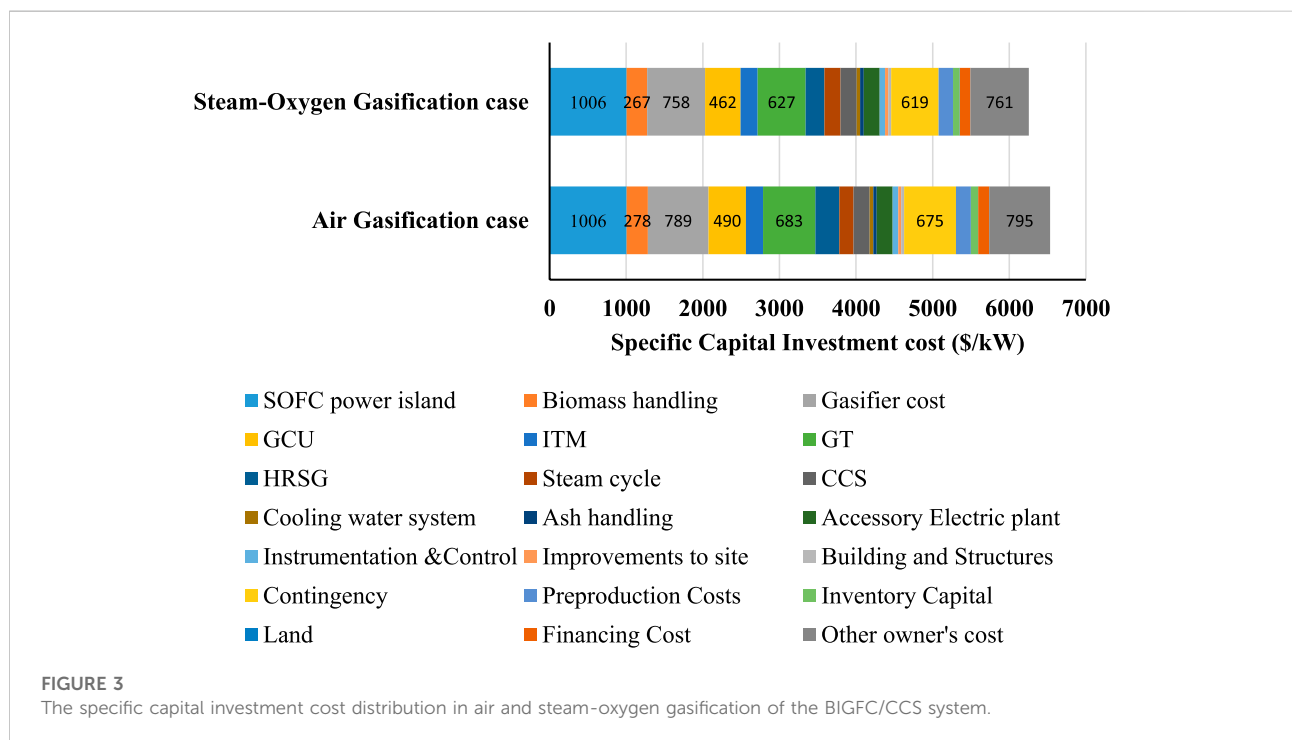 Steam-Oxygen Gasification case
1006 267 758 462 627 619 761
Air Gasification case
1006 278 789 490 683 675 795
0 1000 2000 3000 4000 5000 6000 7000
Specific Capital Investment cost ($/kW)
SOFC power island Biomass handling Gasifier cost
GCU ITM GT
HRSG Steam cycle CCS
Cooling water system Ash handling Accessory Electric plant
Instrumentation &Control Improvements to site Building and Structures
Contingency Preproduction Costs Inventory Capital
Land Financing Cost Other owner's cost
FIGURE 3
The specific capital investment cost distribution in air and steam-oxygen gasification of the BIGFC/CCS system.